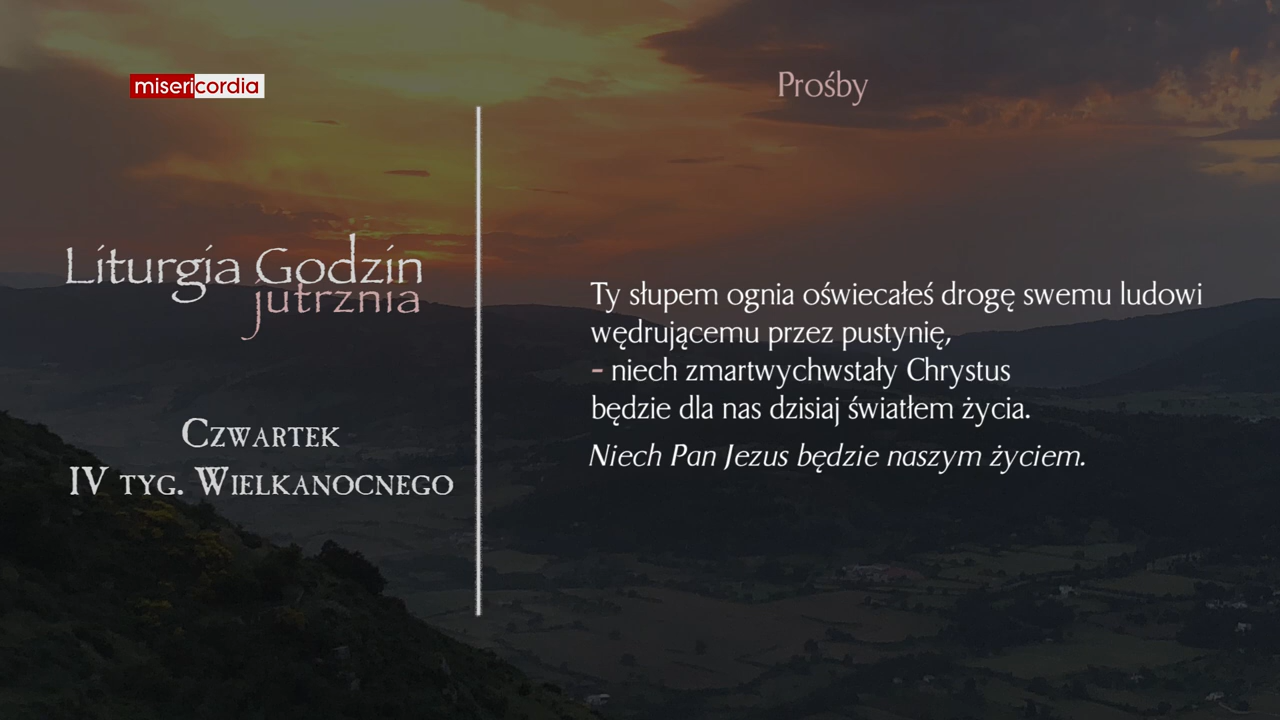 misericordia
Liturgia Godzin
jutrznia
Czwartek
IV tyg. Wielkanocnego
Prośby
Ty słupem ognia oświecałeś drogę swemu ludowi
wędrującemu przez pustynię,
- niech zmartwychwstały Chrystus
będzie dla nas dzisiaj światłem życia.
Niech Pan Jezus będzie naszym życiem.